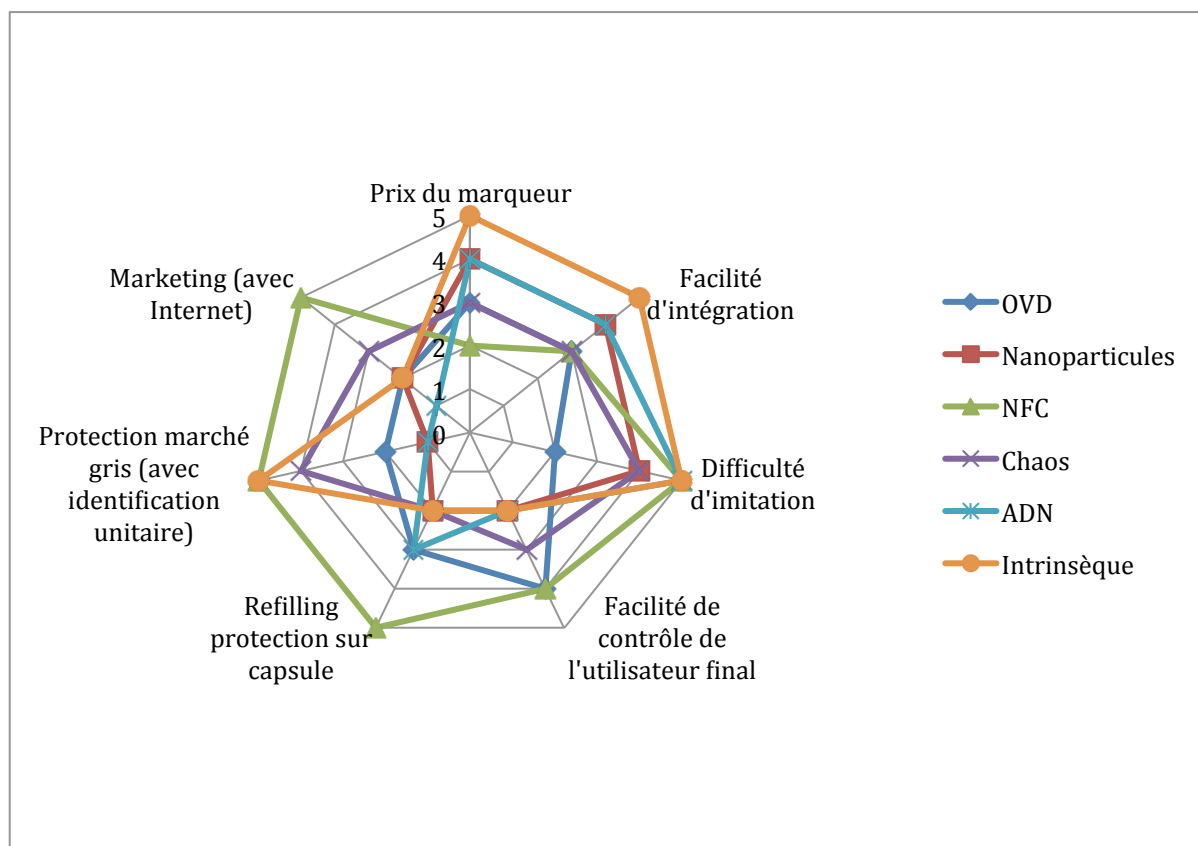 Prix du marqueur
5
4
3
2
1
0
Facilité
d'intégration
Difficulté
d'imitation
Facilité de
contrôle de
l'utilisateur final
Refilling
protection sur
capsule
Protection marché
gris (avec
identification
unitaire)
Marketing (avec
Internet)
OVD
Nanoparticules
NFC
Chaos
ADN
Intrinsèque